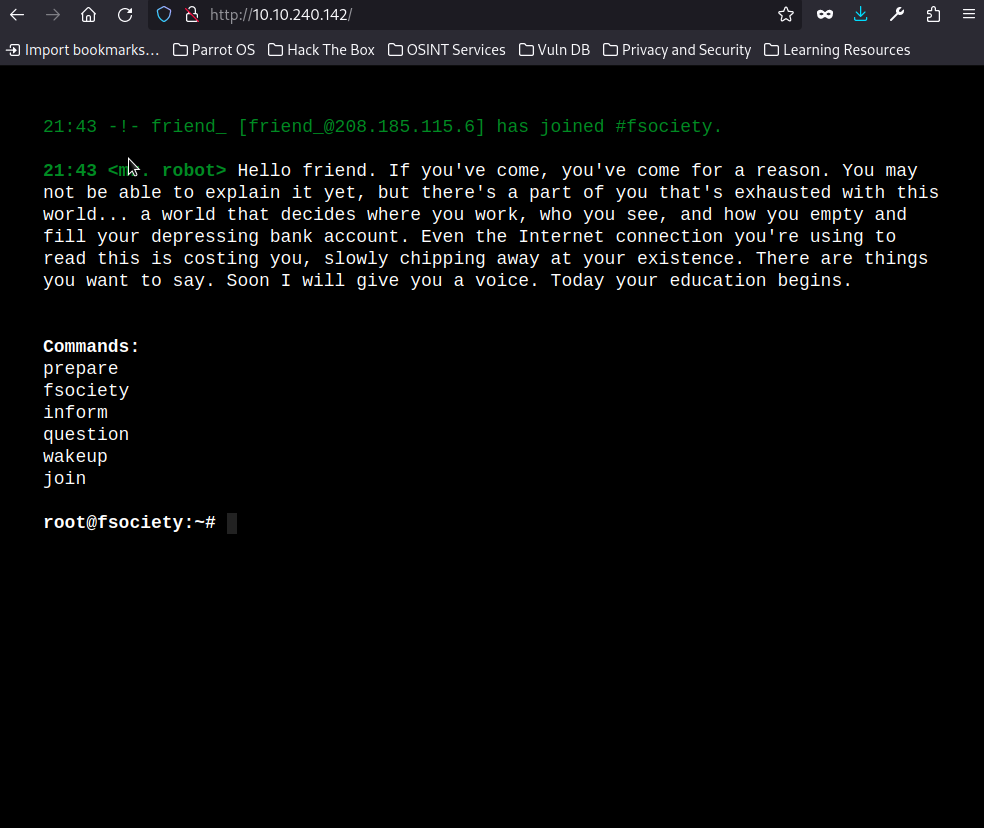 http://10.10.240.142/
Import bookmarks... Parrot OS Hack The Box OSINT Services Vuln DB Privacy and Security Learning Resources
21:43 -!- friend_ [friend_@208.185.115.6] has joined #fsociety.
21:43 <mr. robot> Hello friend. If you've come, you've come for a reason. You may
not be able to explain it yet, but there's a part of you that's exhausted with this
world... a world that decides where you work, who you see, and how you empty and
fill your depressing bank account. Even the Internet connection you're using to
read this is costing you, slowly chipping away at your existence. There are things
you want to say. Soon I will give you a voice. Today your education begins.
Commands:
prepare
fsociety
inform
question
wakeup
join
root@fsociety:~#